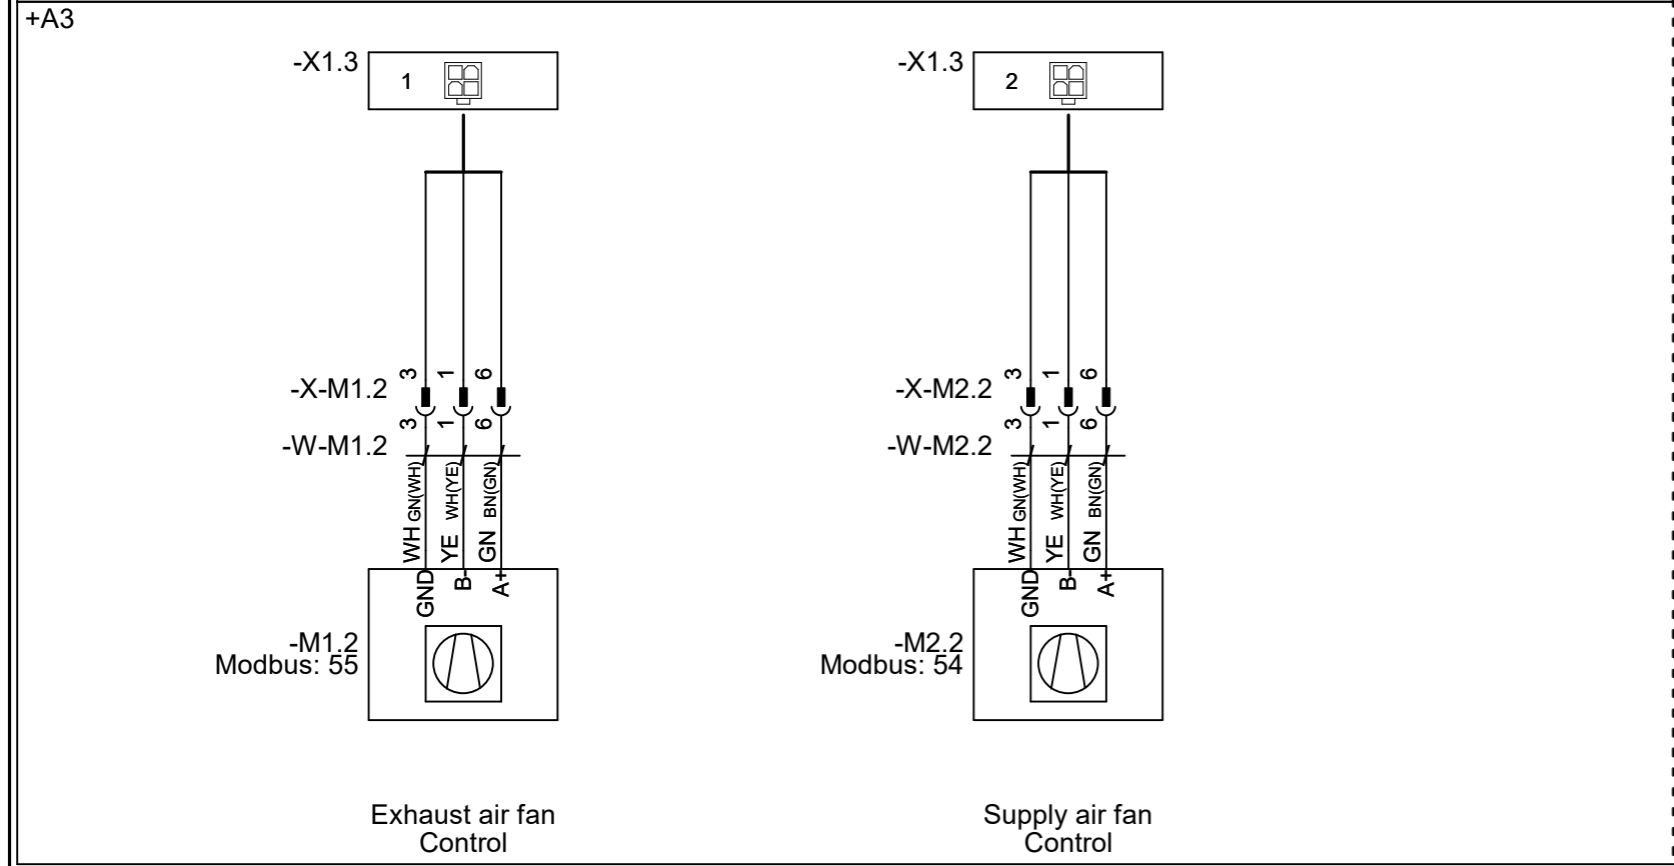 +A3
-X1.3
1
-X1.3
2
-X-M1.2
3 1 6
3 1 6
-W-M1.2
WH GN(WH)
YE WH(YE)
GN BN(GN)
GND
B-
A+
-M1.2
Modbus: 55
Exhaust air fan
Control
-X-M2.2
3 1 6
3 1 6
-W-M2.2
WH GN(WH)
YE WH(YE)
GN BN(GN)
GND
B-
A+
-M2.2
Modbus: 54
Supply air fan
Control